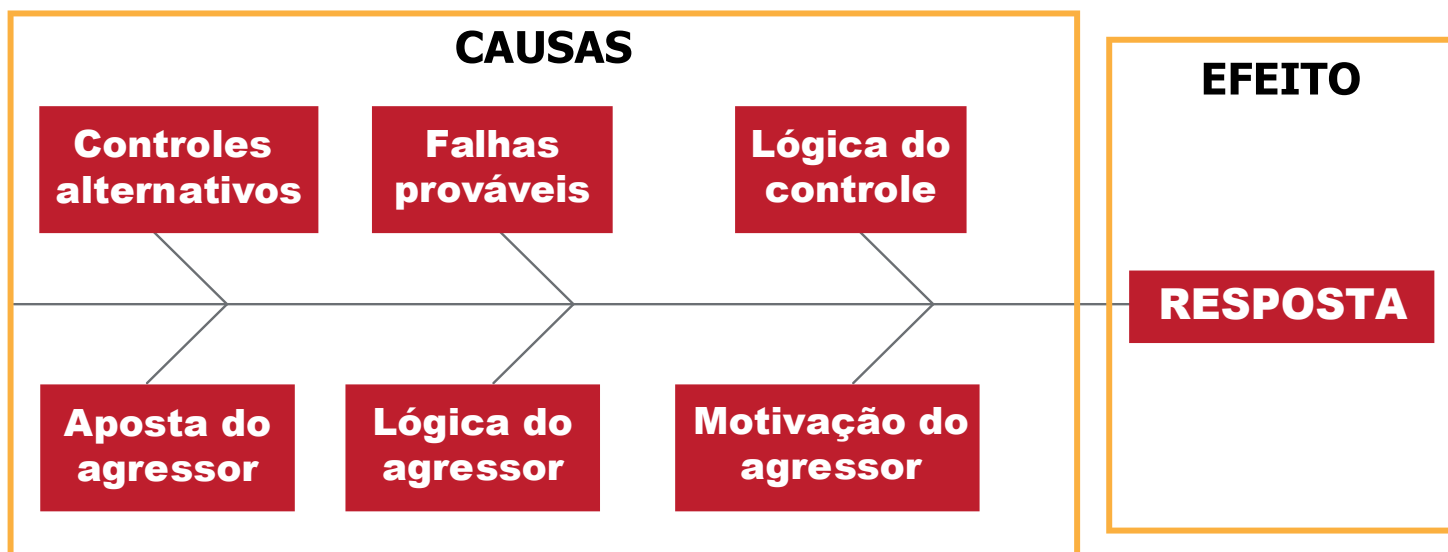 CAUSAS
EFEITO
Controles
alternativos
Falhas
prováveis
Lógica do
controle
RESPOSTA
Aposta do
agressor
Lógica do
agressor
Motivação do
agressor